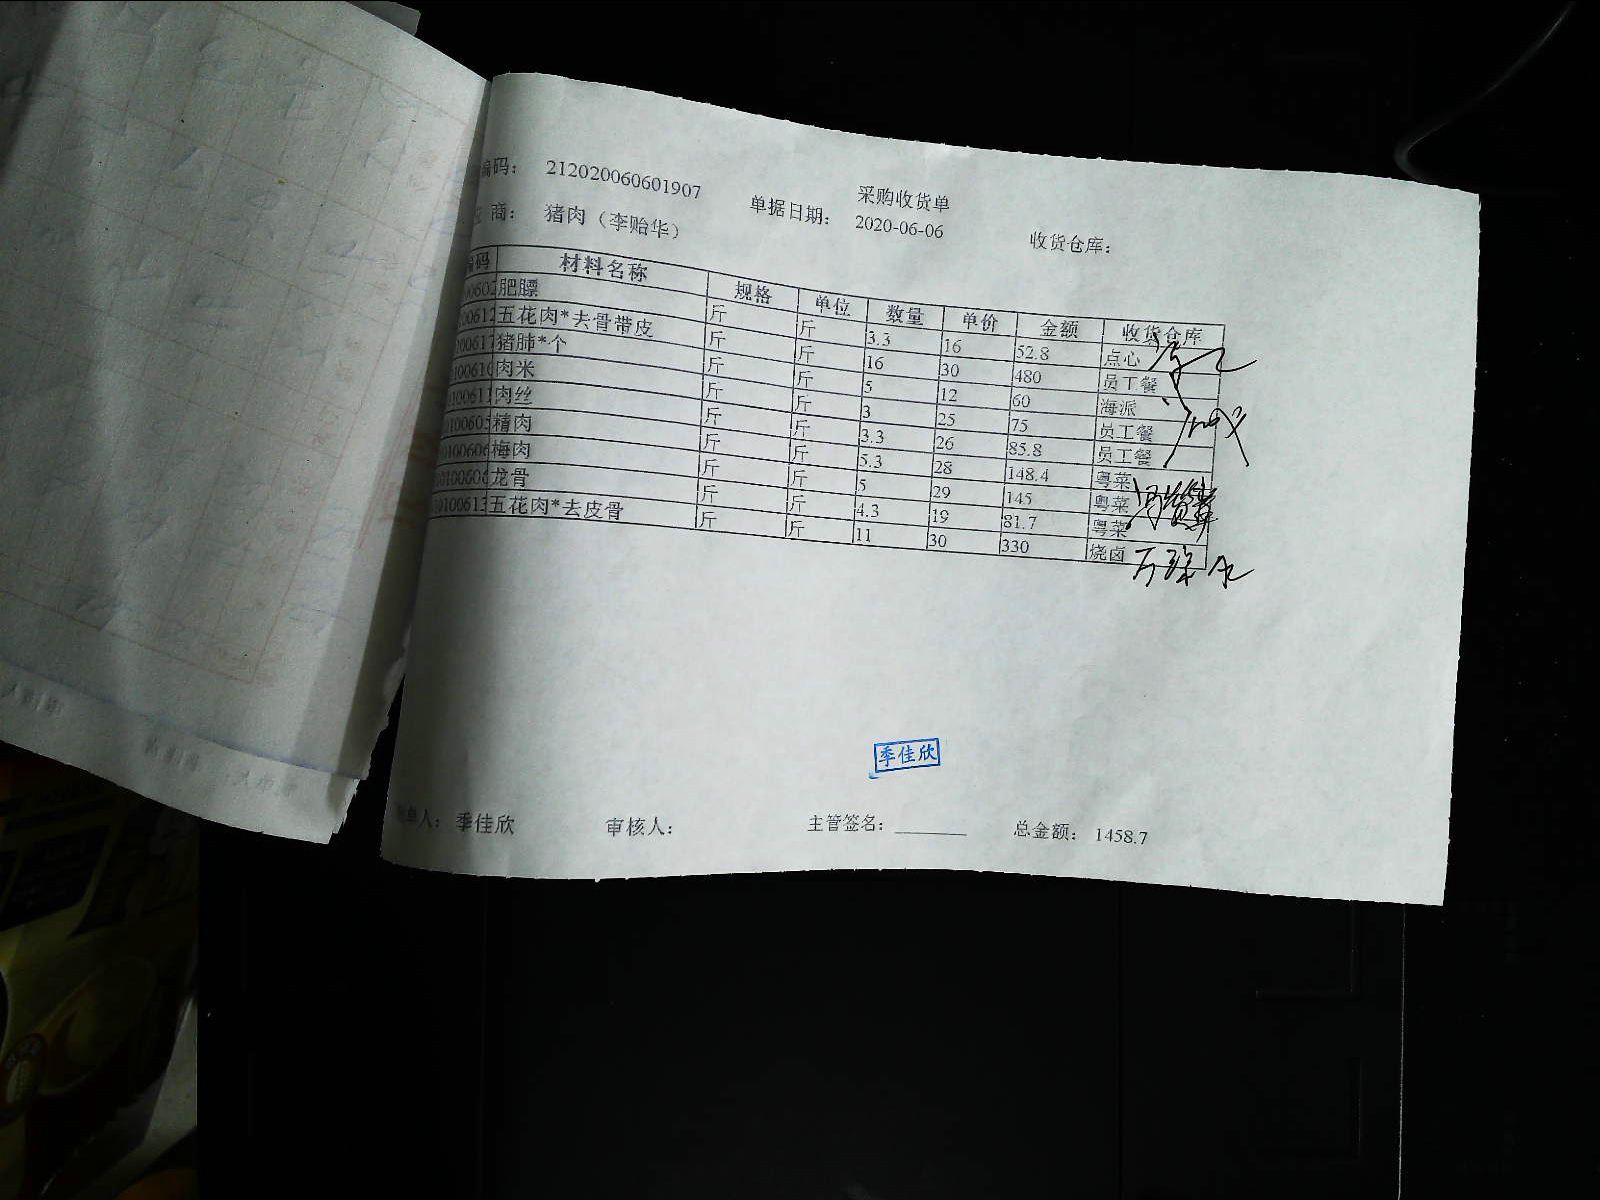 采购收货单
编码： 212020060601907 单据日期： 2020-06-06 收货仓库：
商： 猪肉（李贻华）
编码 材料名称 规格 单位 数量 单价 金额 收货仓库
肥膘 斤 斤 3.3 16 52.8 点心
五花肉*去骨带皮 斤 斤 16 30 480 员工餐
猪肺*个 斤 斤 5 12 60 海派
肉米 斤 斤 3 25 75 员工餐
肉丝 斤 斤 3.3 26 85.8 员工餐
精肉 斤 斤 5.3 28 148.4 粤菜
梅肉 斤 斤 5 29 145 粤菜
龙骨 斤 斤 4.3 19 81.7 粤菜
0100613 五花肉*去皮骨 斤 斤 11 30 330 烧卤
季佳欣
单人： 季佳欣 审核人： 主管签名： 总金额： 1458.7